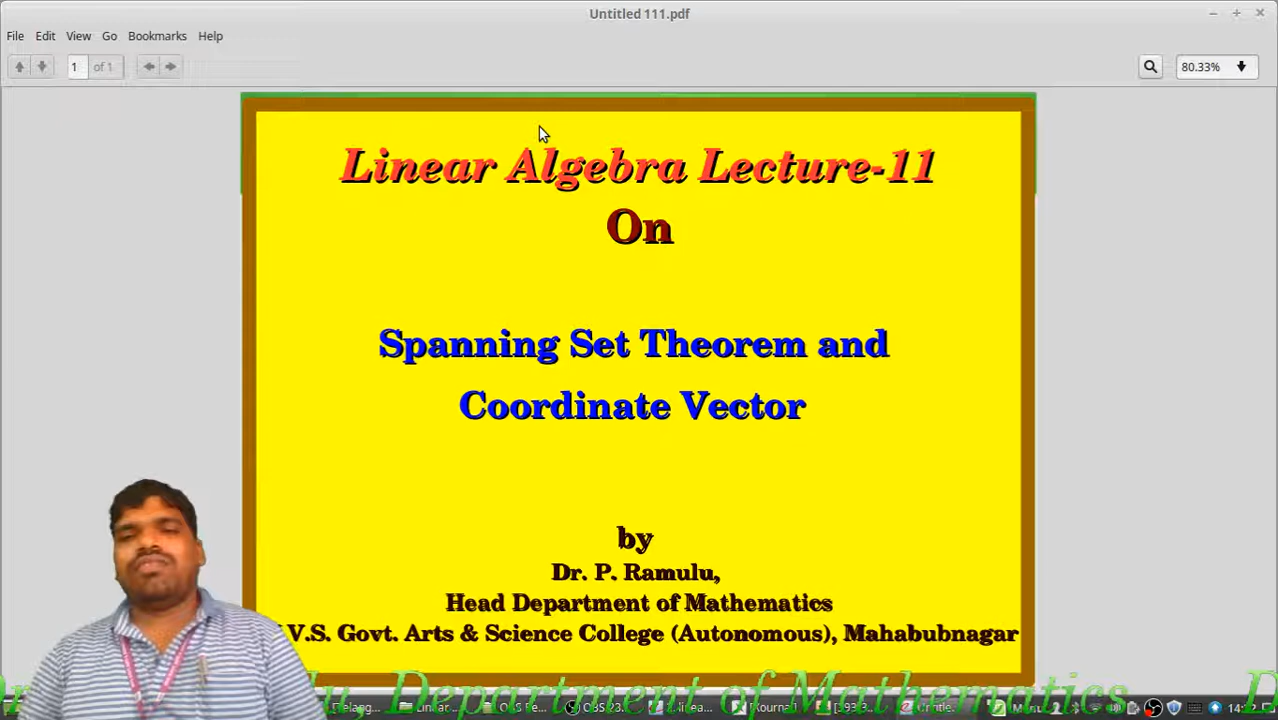 Untitled 111.pdf
File Edit View Go Bookmarks Help
1 of 1
80.33%
Linear Algebra Lecture-11
On
Spanning Set Theorem and
Coordinate Vector
by
Dr. P. Ramulu,
Head Department of Mathematics
V.S. Govt. Arts & Science College (Autonomous), Mahabubnagar
Department of Mathematics